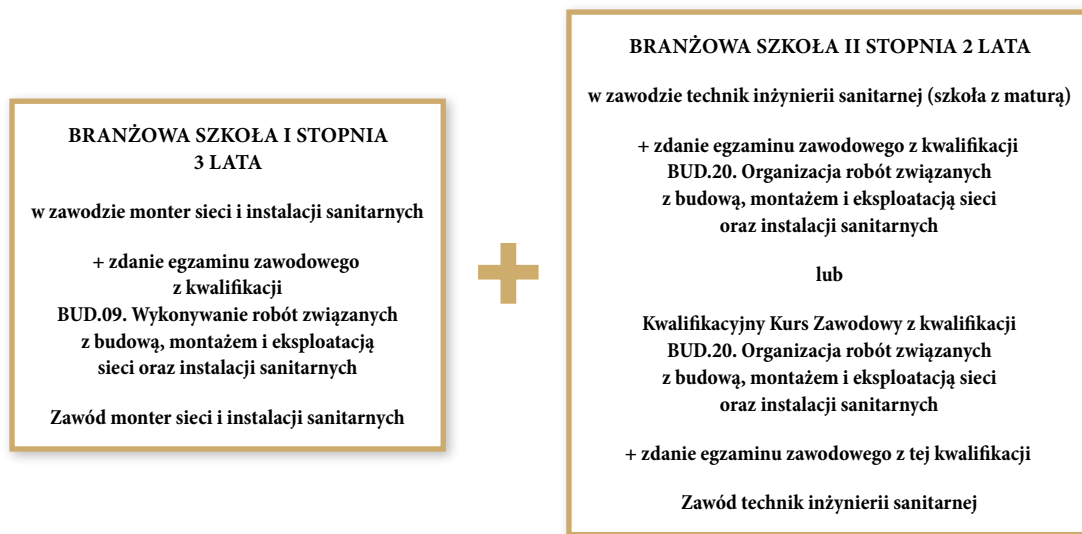 BRANŻOWA SZKOŁA I STOPNIA
3 LATA
w zawodzie monter sieci i instalacji sanitarnych
+ zdanie egzaminu zawodowego
z kwalifikacji
BUD.09. Wykonywanie robót związanych
z budową, montażem i eksploatacją
sieci oraz instalacji sanitarnych
Zawód monter sieci i instalacji sanitarnych
+
BRANŻOWA SZKOŁA II STOPNIA 2 LATA
w zawodzie technik inżynierii sanitarnej (szkoła z maturą)
+ zdanie egzaminu zawodowego z kwalifikacji
BUD.20. Organizacja robót związanych
z budową, montażem i eksploatacją sieci
oraz instalacji sanitarnych
lub
Kwalifikacyjny Kurs Zawodowy z kwalifikacji
BUD.20. Organizacja robót związanych
z budową, montażem i eksploatacją sieci
oraz instalacji sanitarnych
+ zdanie egzaminu zawodowego z tej kwalifikacji
Zawód technik inżynierii sanitarnej